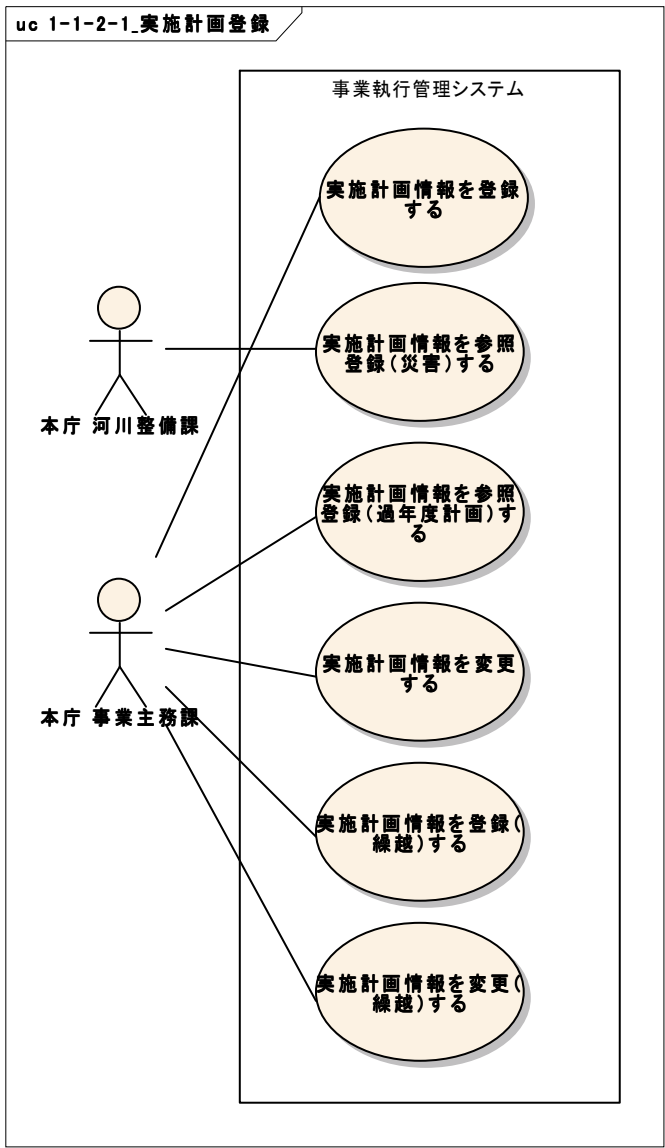 uc 1-1-2-1_実施計画登録
事業執行管理システム
実施計画情報を登録
する
実施計画情報を参照
登録(災害)する
本庁 河川整備課
実施計画情報を参照
登録(過年度計画)す
る
実施計画情報を変更
する
本庁 事業主務課
実施計画情報を登録(
繰越)する
実施計画情報を変更(
繰越)する